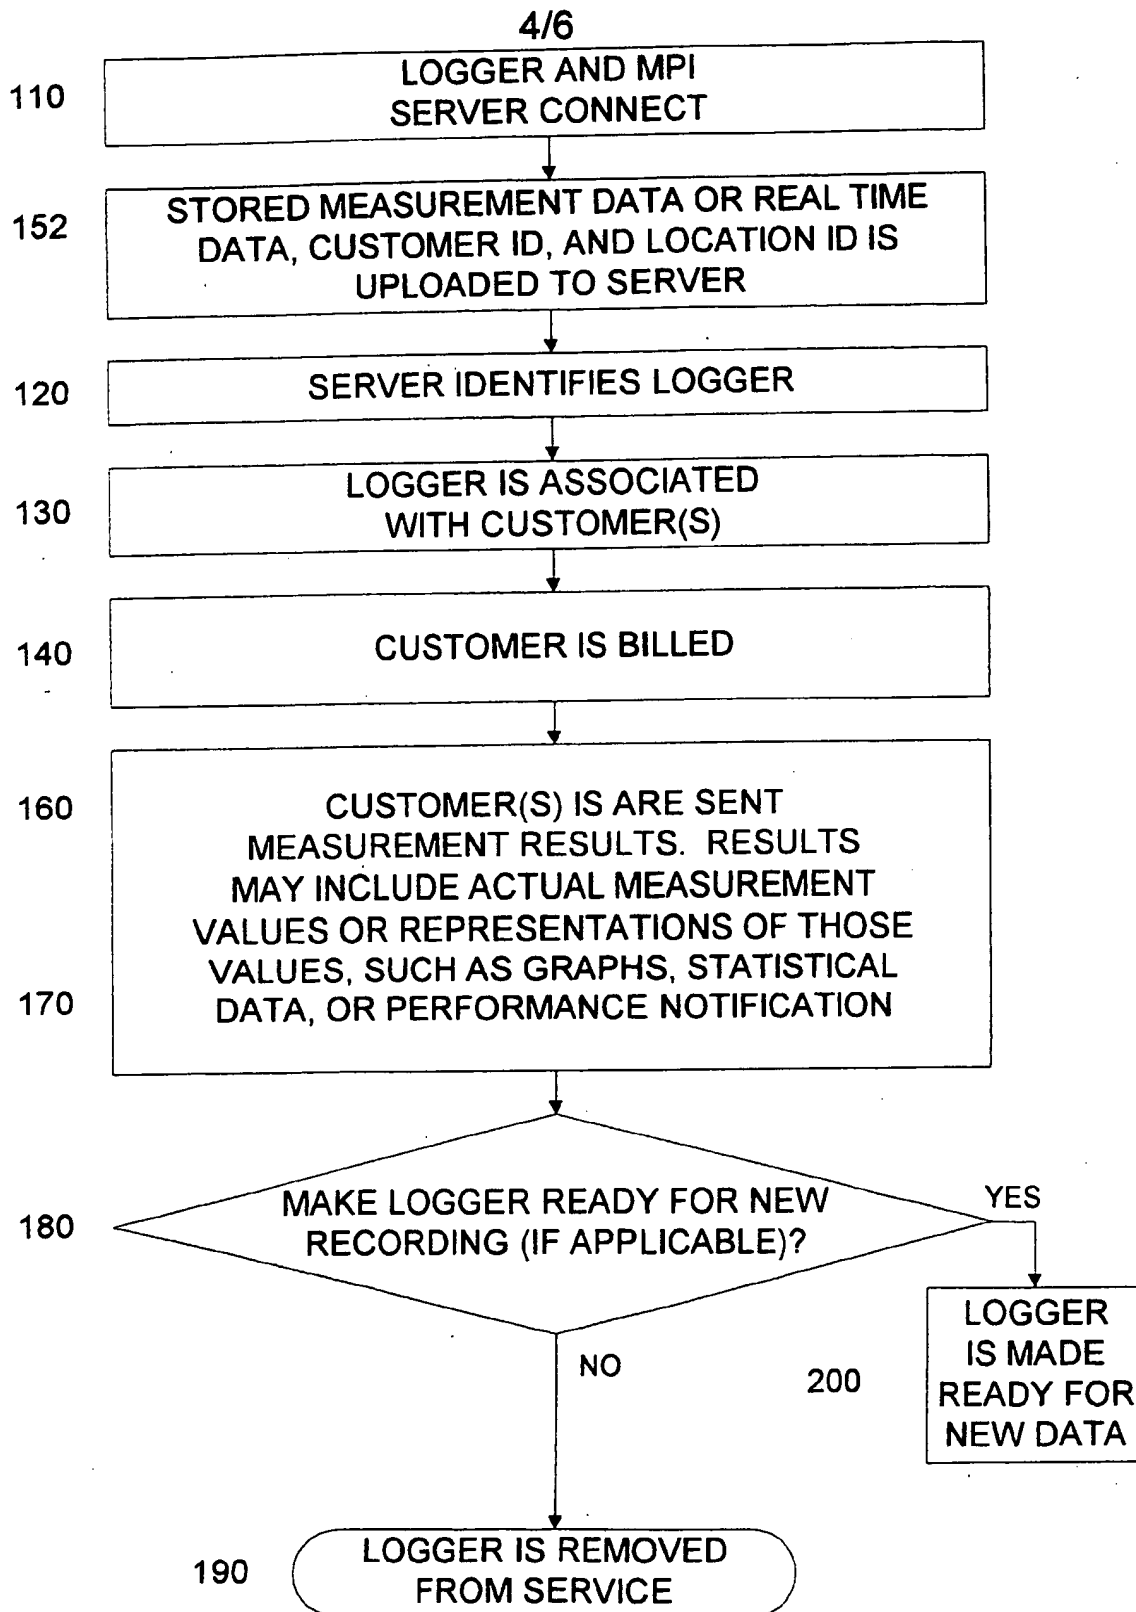 4/6
110
LOGGER AND MPI
SERVER CONNECT
152
STORED MEASUREMENT DATA OR REAL TIME
DATA, CUSTOMER ID, AND LOCATION ID IS
UPLOADED TO SERVER
120
SERVER IDENTIFIES LOGGER
130
LOGGER IS ASSOCIATED
WITH CUSTOMER(S)
140
CUSTOMER IS BILLED
160
CUSTOMER(S) IS ARE SENT
MEASUREMENT RESULTS. RESULTS
MAY INCLUDE ACTUAL MEASUREMENT
VALUES OR REPRESENTATIONS OF THOSE
VALUES, SUCH AS GRAPHS, STATISTICAL
170
DATA, OR PERFORMANCE NOTIFICATION
180
MAKE LOGGER READY FOR NEW
RECORDING (IF APPLICABLE)?
YES
NO
200
LOGGER
IS MADE
READY FOR
NEW DATA
190
LOGGER IS REMOVED
FROM SERVICE